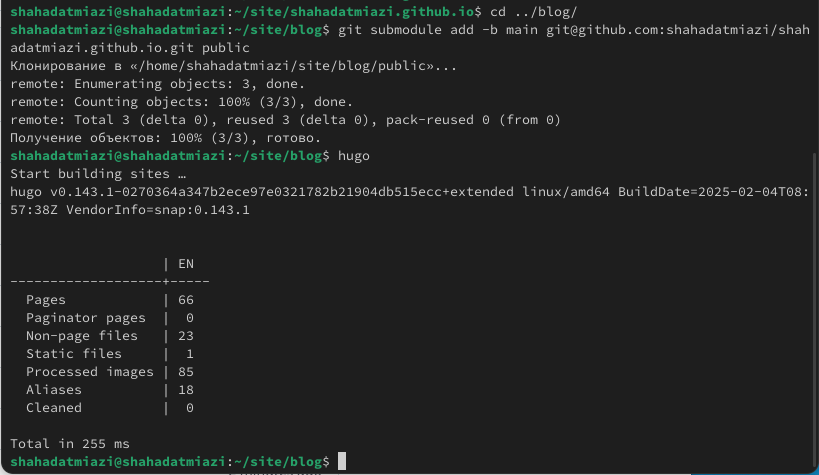 shahadatmiazi@shahadatmiazi:~/site/shahadatmiazi.github.io$ cd ../blog/
shahadatmiazi@shahadatmiazi:~/site/blog$ git submodule add -b main git@github.com:shahadatmiazi/shah
adatmiazi.github.io.git public
Клонирование в «/home/shahadatmiazi/site/blog/public»...
remote: Enumerating objects: 3, done.
remote: Counting objects: 100% (3/3), done.
remote: Total 3 (delta 0), reused 3 (delta 0), pack-reused 0 (from 0)
Получение объектов: 100% (3/3), готово.
shahadatmiazi@shahadatmiazi:~/site/blog$ hugo
Start building sites …
hugo v0.143.1-0270364a347b2ece97e0321782b21904db515ecc+extended linux/amd64 BuildDate=2025-02-04T08:
57:38Z VendorInfo=snap:0.143.1
                   | EN
-------------------+-----
  Pages            | 66
  Paginator pages  |  0
  Non-page files   | 23
  Static files     |  1
  Processed images | 85
  Aliases          | 18
  Cleaned          |  0
Total in 255 ms
shahadatmiazi@shahadatmiazi:~/site/blog$